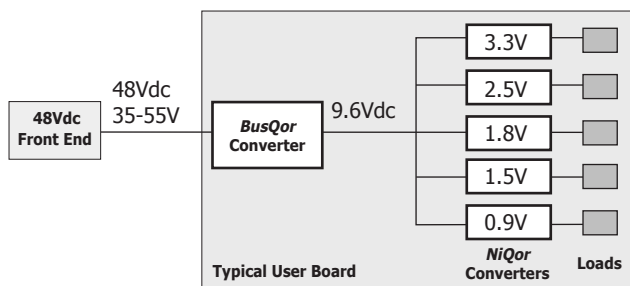 48Vdc
Front End
48Vdc
35-55V
BusQor
Converter
9.6Vdc
3.3V
2.5V
1.8V
1.5V
0.9V
NiQor
Converters
Loads
Typical User Board